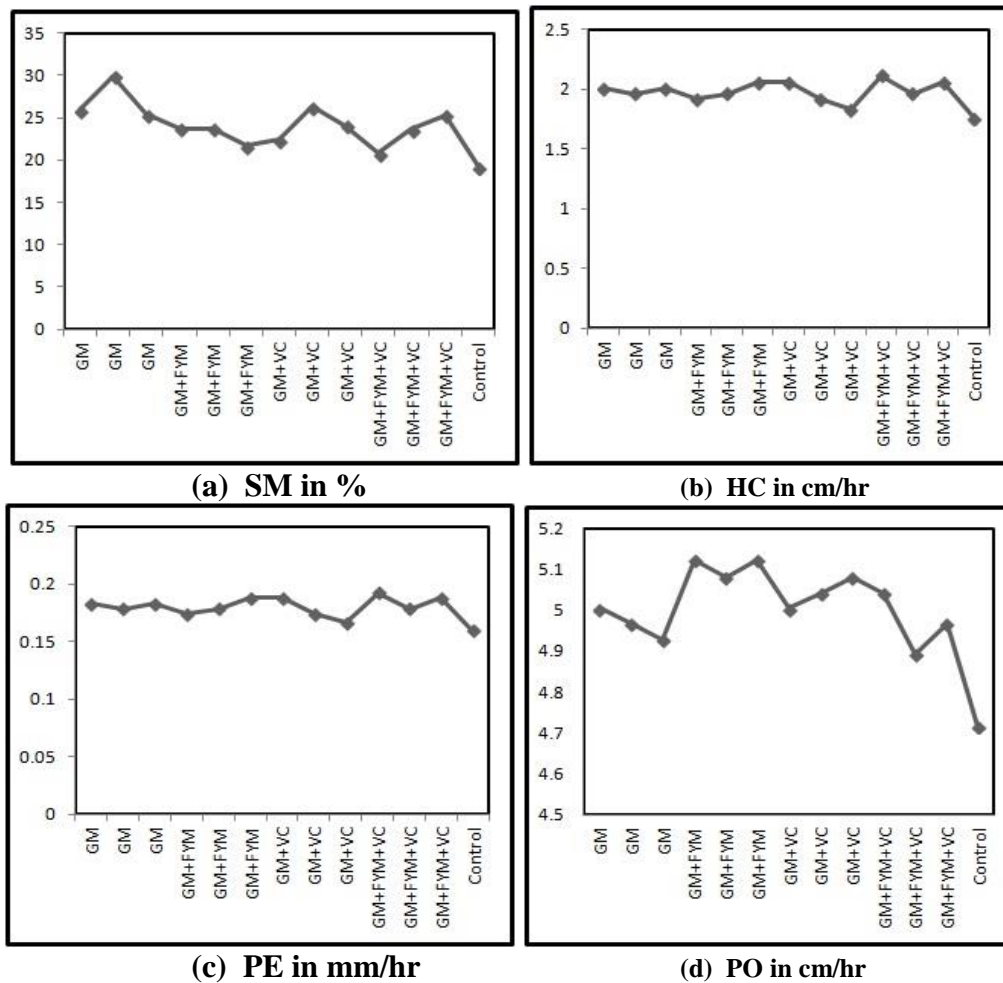 35
30
25
20
15
10
5
0
GM
GM
GM
GM+FYM
GM+FYM
GM+FYM
GM+VC
GM+VC
GM+VC
GM+FYM+VC
GM+FYM+VC
GM+FYM+VC
Control
(a) SM in %
2.5
2
1.5
1
0.5
0
GM
GM
GM
GM+FYM
GM+FYM
GM+FYM
GM+VC
GM+VC
GM+VC
GM+FYM+VC
GM+FYM+VC
GM+FYM+VC
Control
(b) HC in cm/hr
0.25
0.2
0.15
0.1
0.05
0
GM
GM
GM
GM+FYM
GM+FYM
GM+FYM
GM+VC
GM+VC
GM+VC
GM+FYM+VC
GM+FYM+VC
GM+FYM+VC
Control
(c) PE in mm/hr
5.2
5.1
5
4.9
4.8
4.7
4.6
4.5
GM
GM
GM
GM+FYM
GM+FYM
GM+FYM
GM+VC
GM+VC
GM+VC
GM+FYM+VC
GM+FYM+VC
GM+FYM+VC
Control
(d) PO in cm/hr